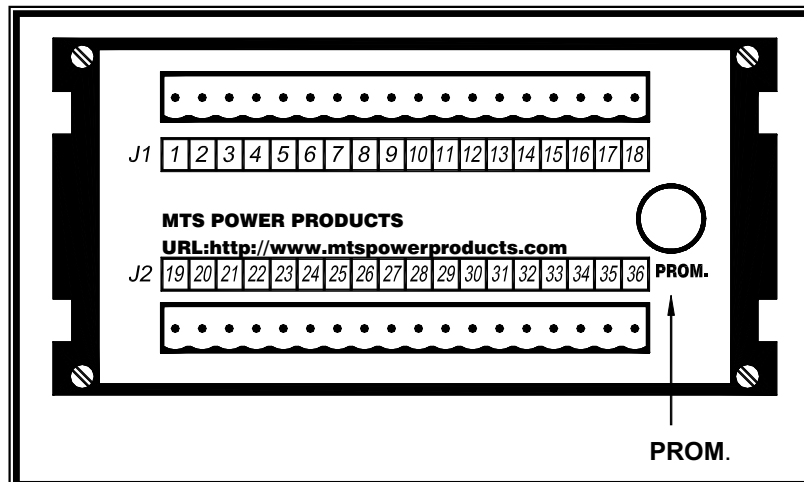 J1 1 2 3 4 5 6 7 8 9 10 11 12 13 14 15 16 17 18
MTS POWER PRODUCTS
URL:http://www.mtspowerproducts.com
J2 19 20 21 22 23 24 25 26 27 28 29 30 31 32 33 34 35 36
PROM.
PROM.